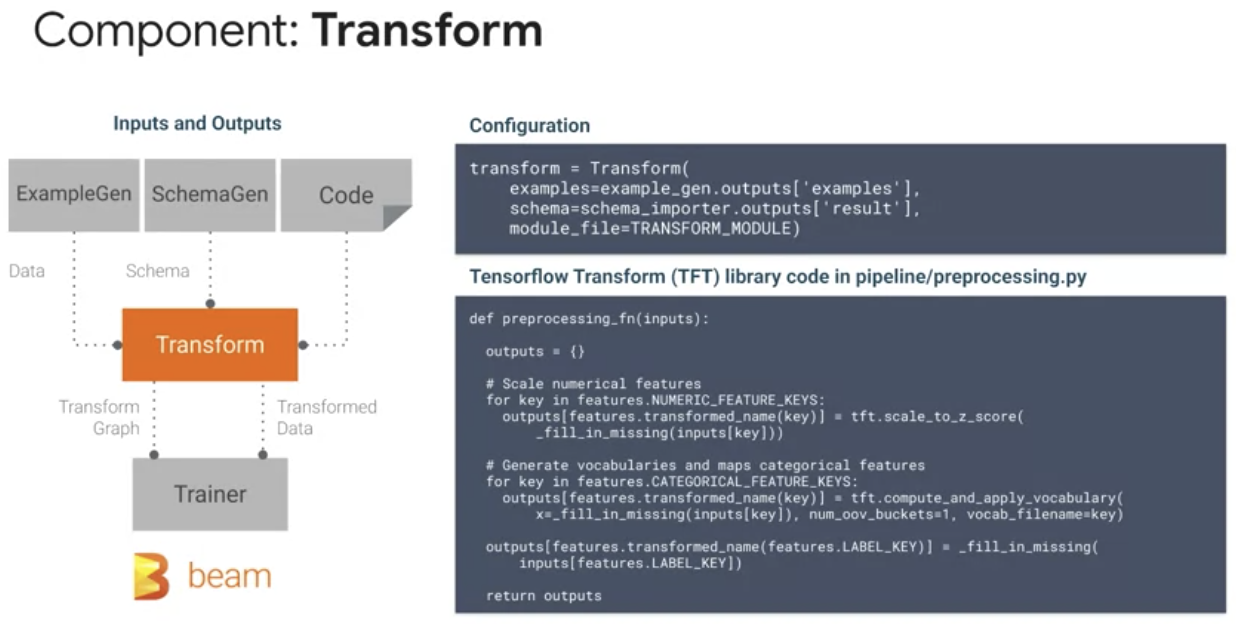 Component: Transform
Inputs and Outputs
ExampleGen
SchemaGen
Code
Data
Schema
Transform
Transform
Graph
Transformed
Data
Trainer
beam
Configuration
transform = Transform(
    examples=example_gen.outputs['examples'],
    schema=schema_importer.outputs['result'],
    module_file=TRANSFORM_MODULE)
Tensorflow Transform (TFT) library code in pipeline/preprocessing.py
def preprocessing_fn(inputs):
  outputs = {}
  # Scale numerical features
  for key in features.NUMERIC_FEATURE_KEYS:
    outputs[features.transformed_name(key)] = tft.scale_to_z_score(
        _fill_in_missing(inputs[key]))
  # Generate vocabularies and maps categorical features
  for key in features.CATEGORICAL_FEATURE_KEYS:
    outputs[features.transformed_name(key)] = tft.compute_and_apply_vocabulary(
        x=_fill_in_missing(inputs[key]), num_oov_buckets=1, vocab_filename=key)
  outputs[features.transformed_name(features.LABEL_KEY)] = _fill_in_missing(
      inputs[features.LABEL_KEY])
  return outputs